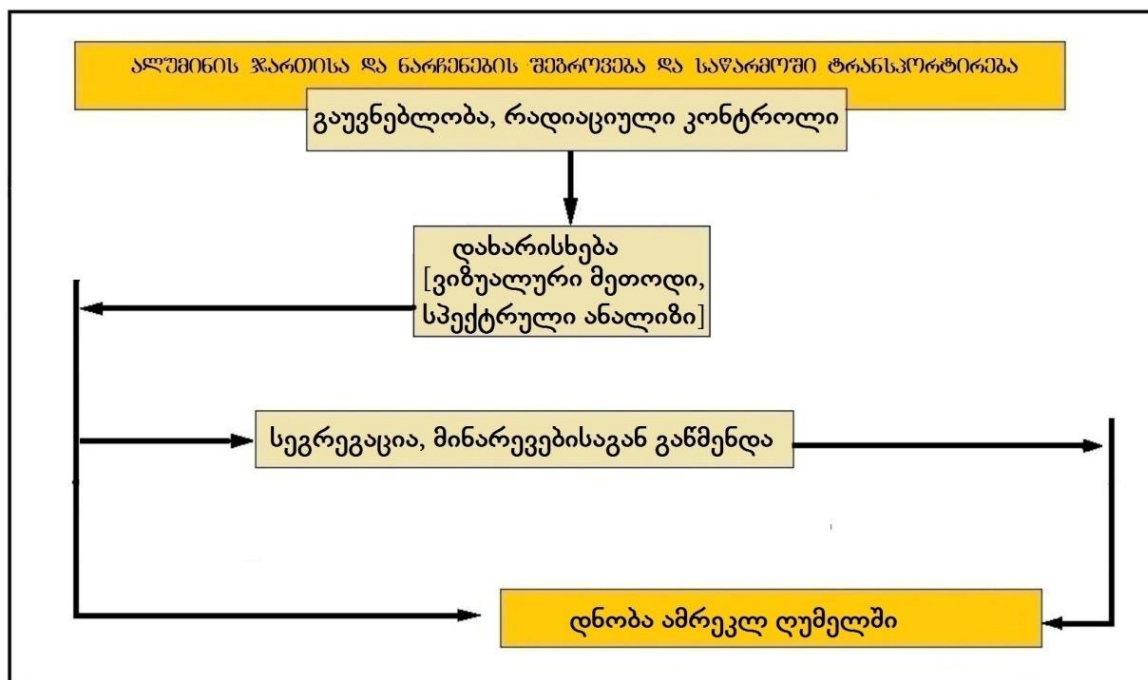 ალუმინის ჯართისა და ნარჩენების შეგროვება და საწარმოში ტრანსპორტირება
გაუვნებლობა, რადიაციული კონტროლი
დახარისხება
[ვიზუალური მეთოდი,
სპექტრული ანალიზი]
სეგრეგაცია, მინარევებისაგან გაწმენდა
დნობა ამრეკლ ღუმელში